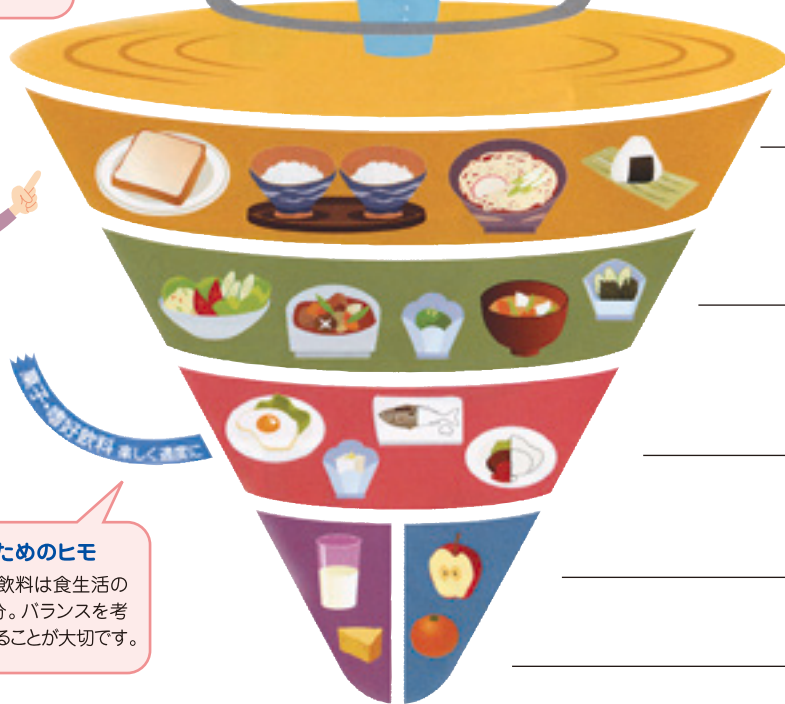 菓子・嗜好飲料 楽しく適度に
ためのヒモ
飲料は食生活の
分。バランスを考
ることが大切です。